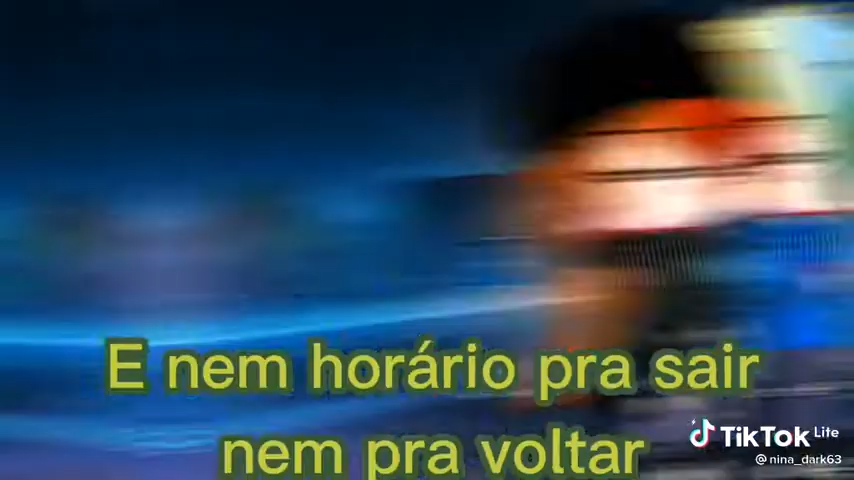 E nem horário pra sair
nem pra voltar
TikTok Lite
@nina_dark63